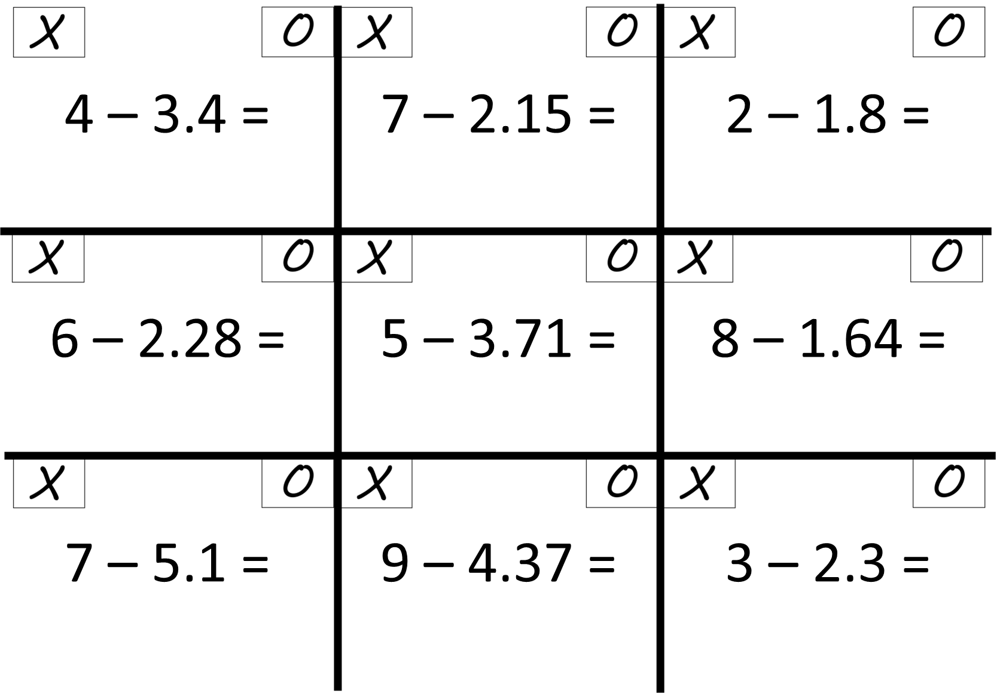 X O X O X O
4 – 3.4 = 7 – 2.15 = 2 – 1.8 =
X O X O X O
6 – 2.28 = 5 – 3.71 = 8 – 1.64 =
X O X O X O
7 – 5.1 = 9 – 4.37 = 3 – 2.3 =